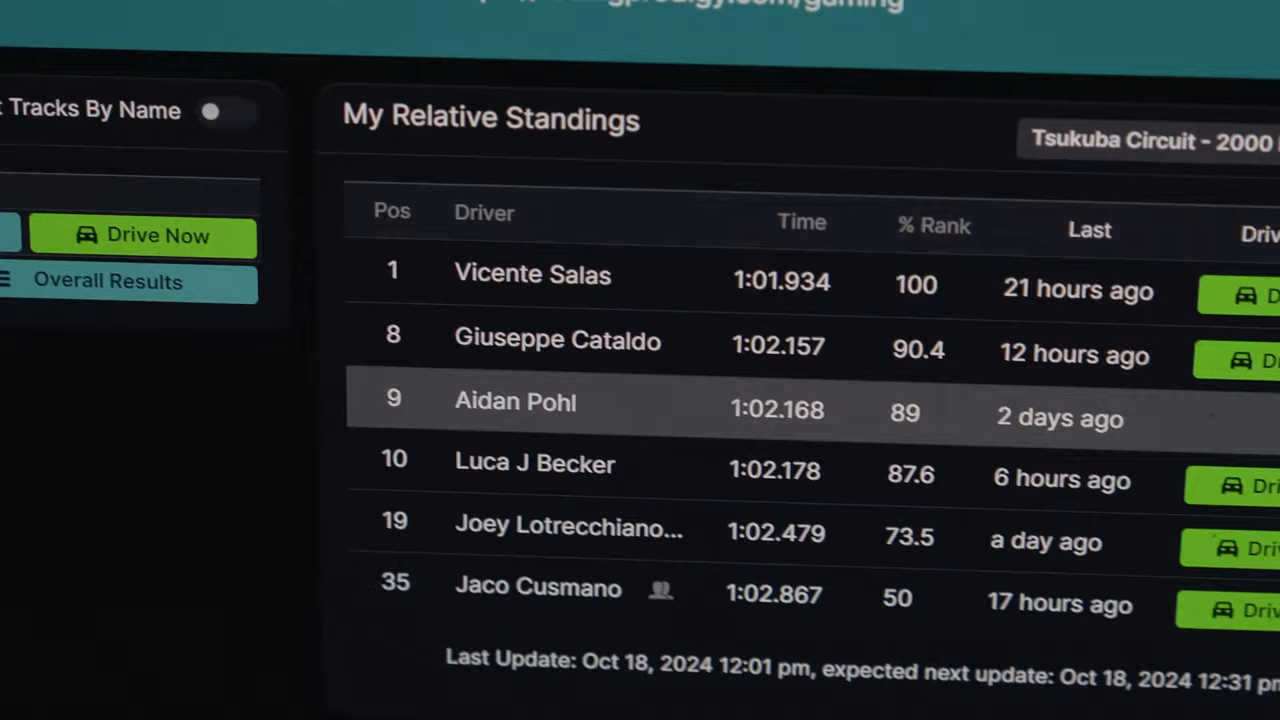 Tracks By Name
My Relative Standings
Tsukuba Circuit - 2000
Pos Driver Time % Rank Last
Drive Now
1 Vicente Salas 1:01.934 100 21 hours ago
Overall Results
8 Giuseppe Cataldo 1:02.157 90.4 12 hours ago
9 Aidan Pohl 1:02.168 89 2 days ago
10 Luca J Becker 1:02.178 87.6 6 hours ago
19 Joey Lotrecchiano... 1:02.479 73.5 a day ago
35 Jaco Cusmano 1:02.867 50 17 hours ago
Last Update: Oct 18, 2024 12:01 pm, expected next update: Oct 18, 2024 12:31 pm